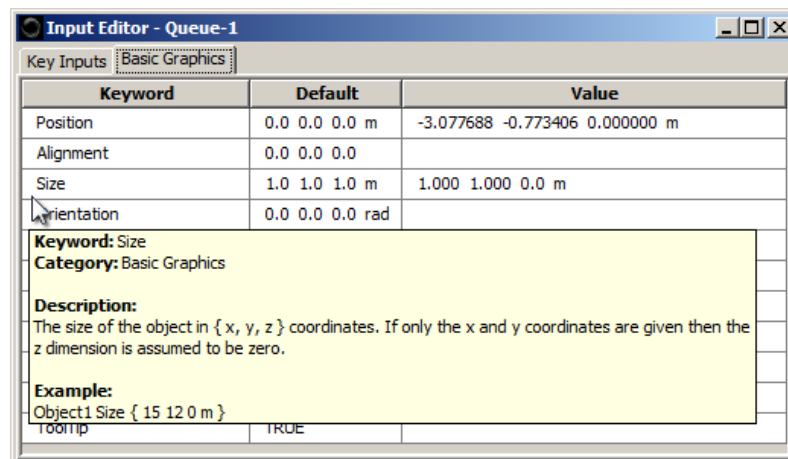 Input Editor - Queue-1
Key Inputs Basic Graphics
Keyword Default Value
Position 0.0 0.0 0.0 m -3.077688 -0.773406 0.000000 m
Alignment 0.0 0.0 0.0
Size 1.0 1.0 1.0 m 1.000 1.000 0.0 m
rientation 0.0 0.0 0.0 rad
Keyword: Size
Category: Basic Graphics
Description:
The size of the object in { x, y, z } coordinates. If only the x and y coordinates are given then the
z dimension is assumed to be zero.
Example:
Object1 Size { 15 12 0 m }
ToolTip TRUE